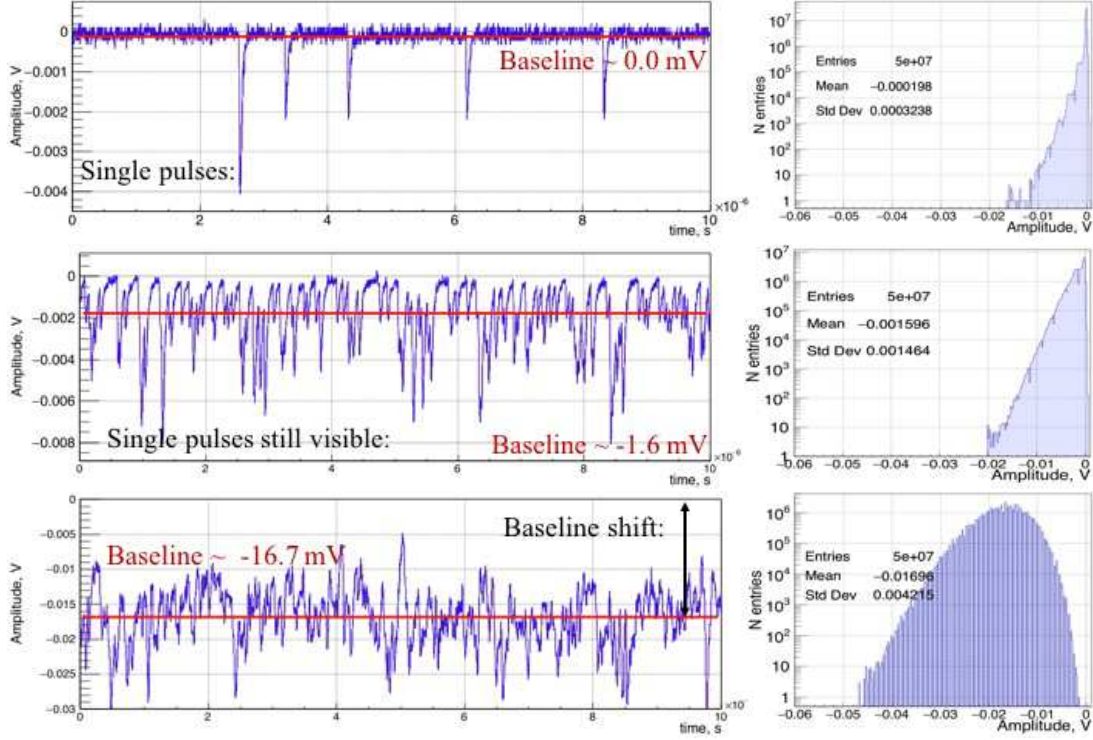 Amplitude, V
0
−0.001
−0.002
−0.003
−0.004
Baseline ~ 0.0 mV
Single pulses:
0 2 4 6 8 10
×10⁻⁶
time, s
N entries
10⁷
10⁶
10⁵
10⁴
10³
10²
10
1
Entries 5e+07
Mean −0.000198
Std Dev 0.0003238
−0.06 −0.05 −0.04 −0.03 −0.02 −0.01 0
Amplitude, V
Amplitude, V
0
−0.002
−0.004
−0.006
−0.008
Single pulses still visible:
Baseline ~ -1.6 mV
0 2 4 6 8 10
×10⁻⁶
time, s
N entries
10⁷
10⁶
10⁵
10⁴
10³
10²
10
1
Entries 5e+07
Mean −0.001596
Std Dev 0.001464
−0.06 −0.05 −0.04 −0.03 −0.02 −0.01 0
Amplitude, V
Amplitude, V
0
−0.005
−0.01
−0.015
−0.02
−0.025
−0.03
Baseline shift:
Baseline ~ -16.7 mV
0 2 4 6 8 10
time, s
N entries
10⁶
10⁵
10⁴
10³
10²
10
1
Entries 5e+07
Mean −0.01696
Std Dev 0.004215
−0.06 −0.05 −0.04 −0.03 −0.02 −0.01 0
Amplitude, V